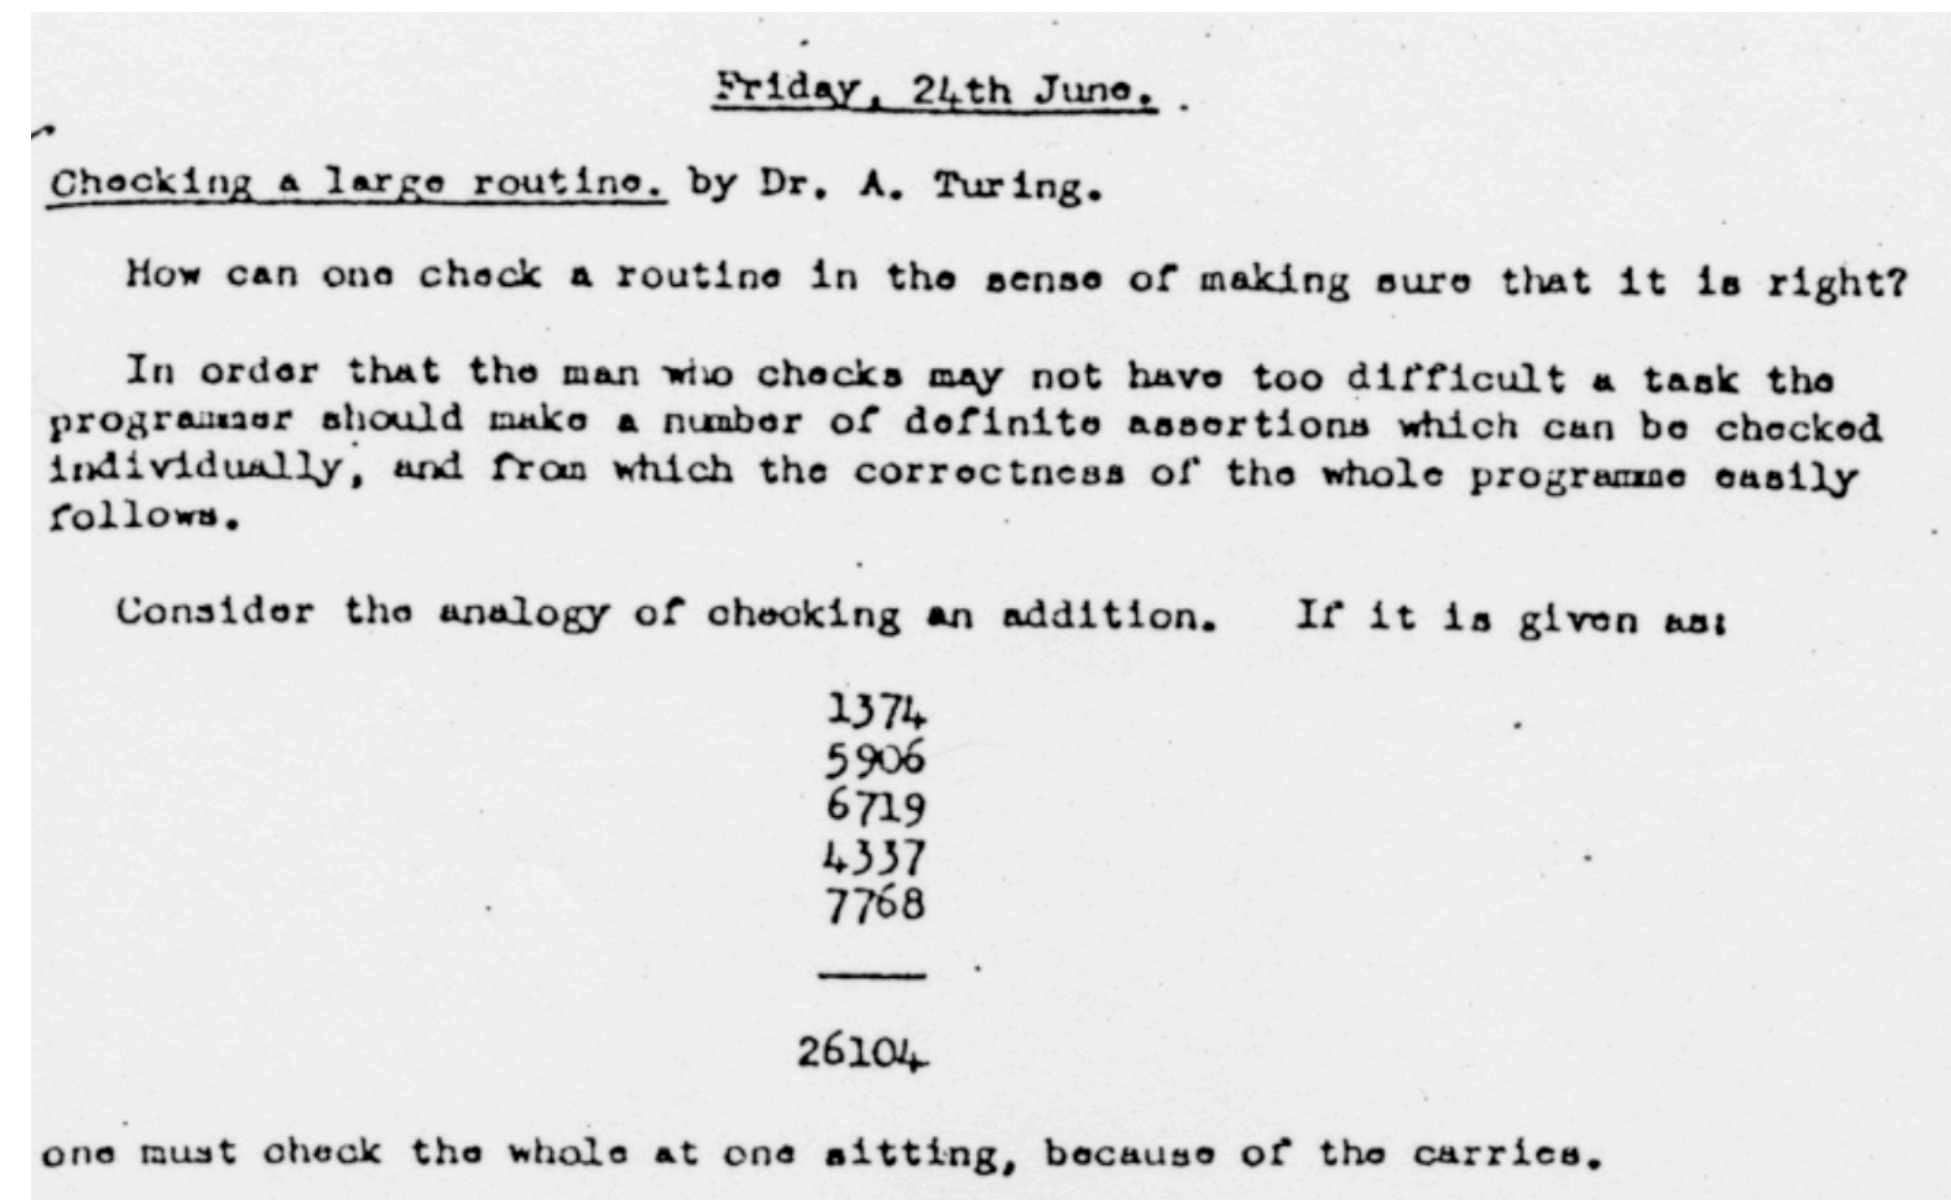 Friday, 24th June.
Checking a large routine. by Dr. A. Turing.
How can one check a routine in the sense of making sure that it is right?
In order that the man who checks may not have too difficult a task the
programmer should make a number of definite assertions which can be checked
individually, and from which the correctness of the whole programme easily
follows.
Consider the analogy of checking an addition. If it is given as:
1374
5906
6719
4337
7768
26104
one must check the whole at one sitting, because of the carries.